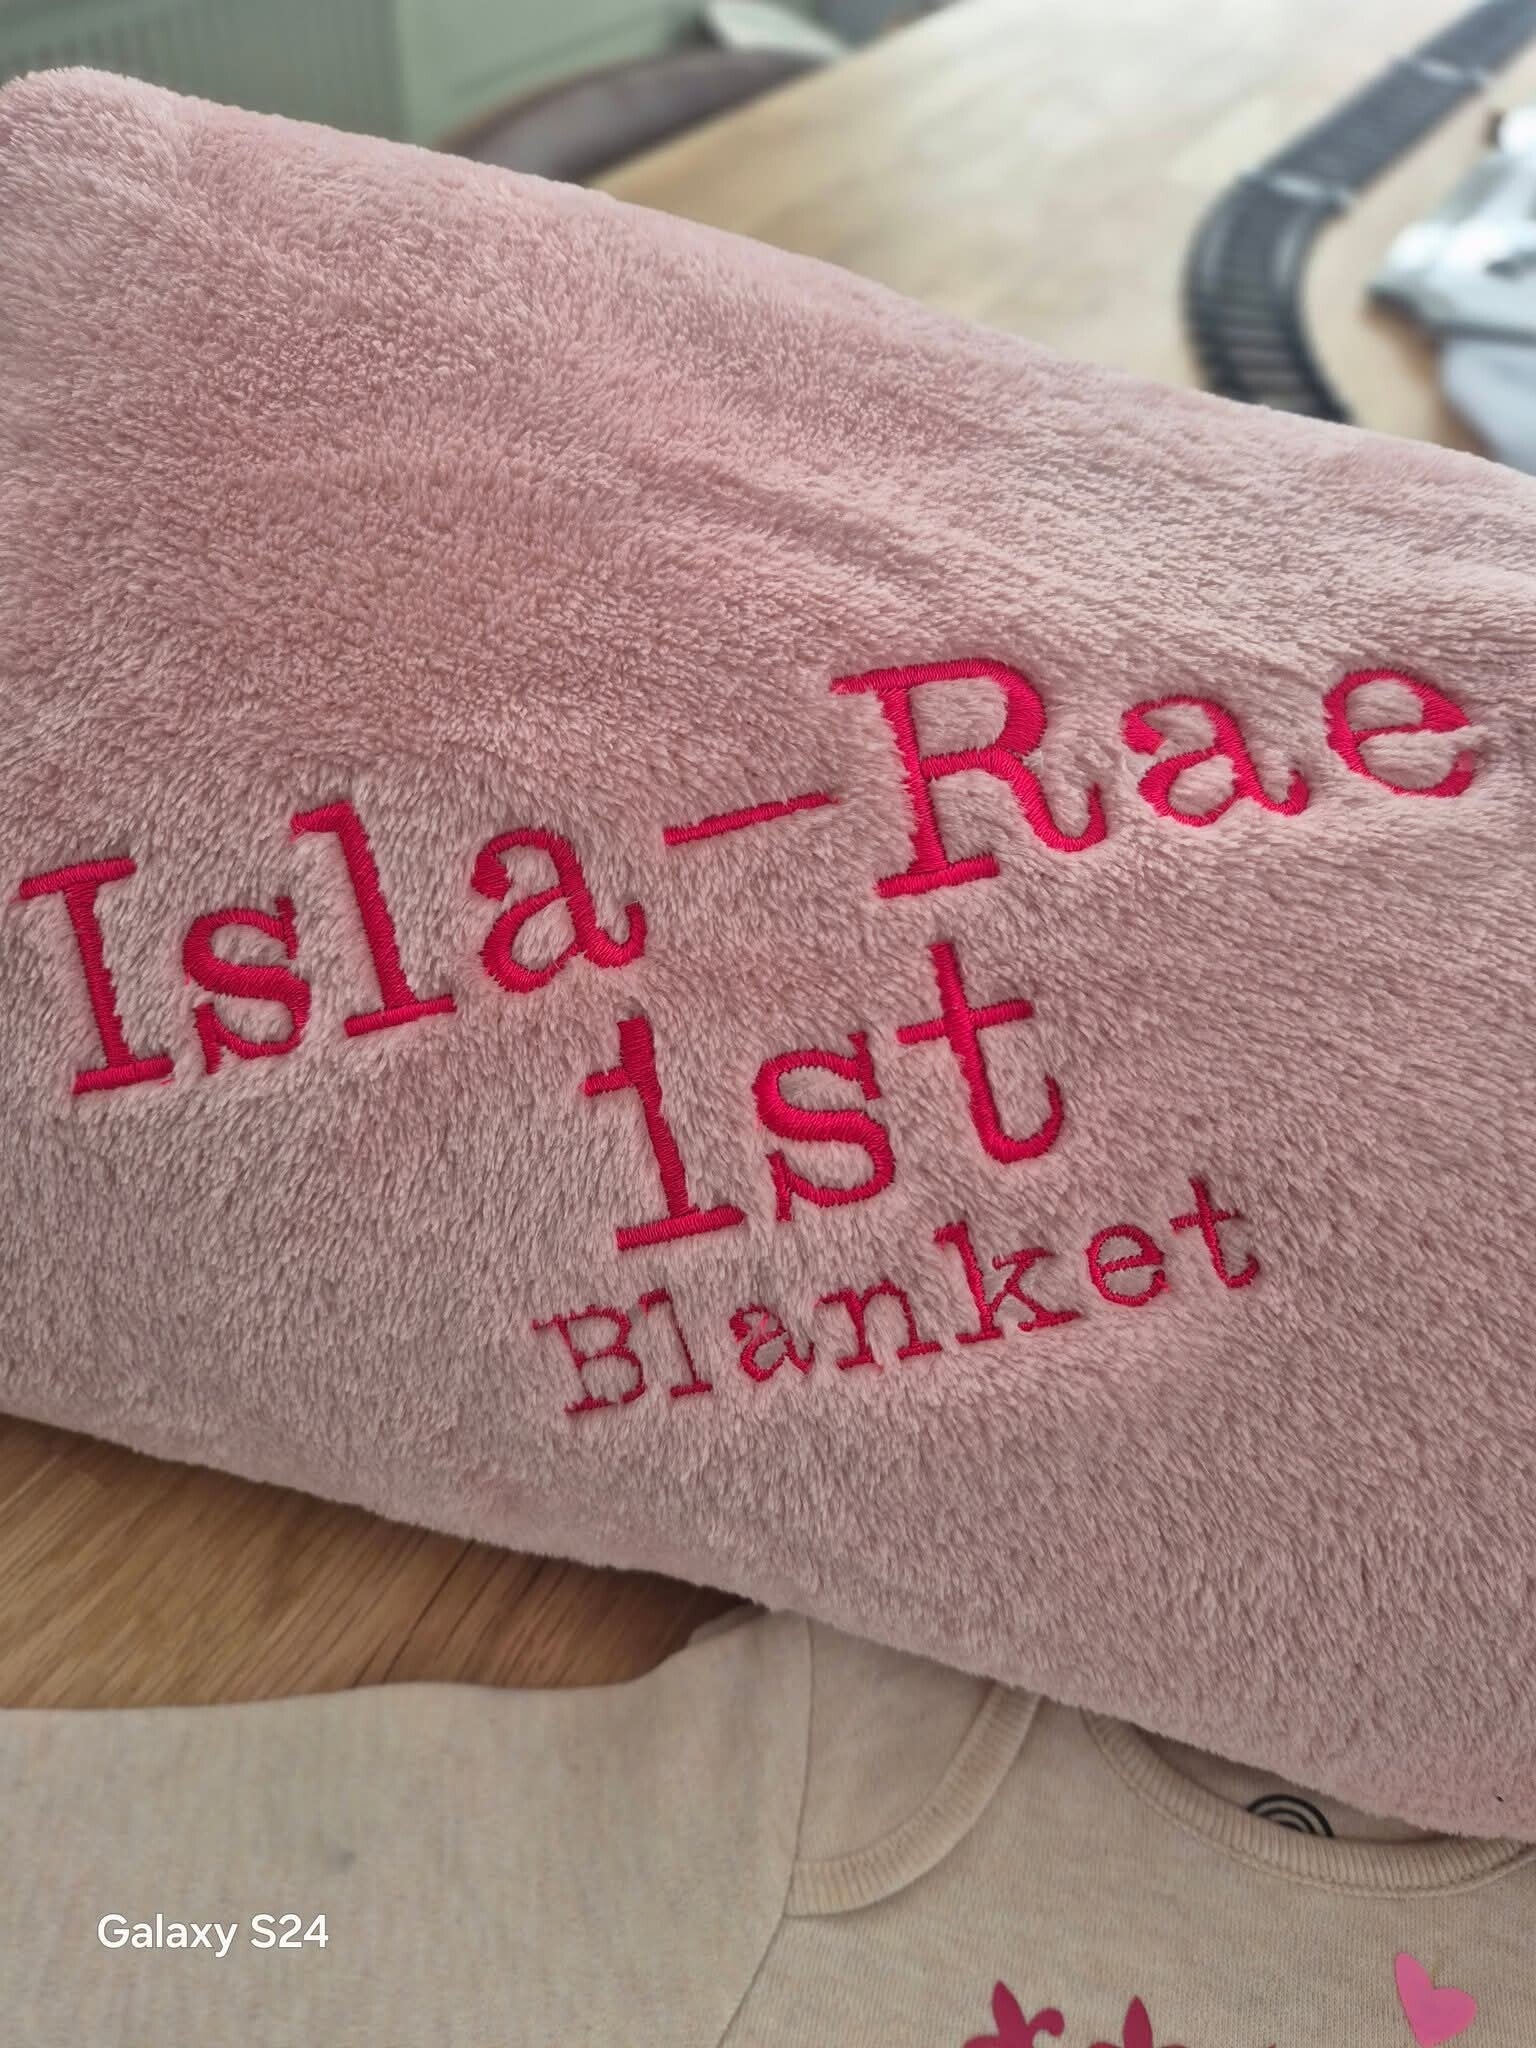 Isla-Rae
1st
Blanket
Galaxy S24